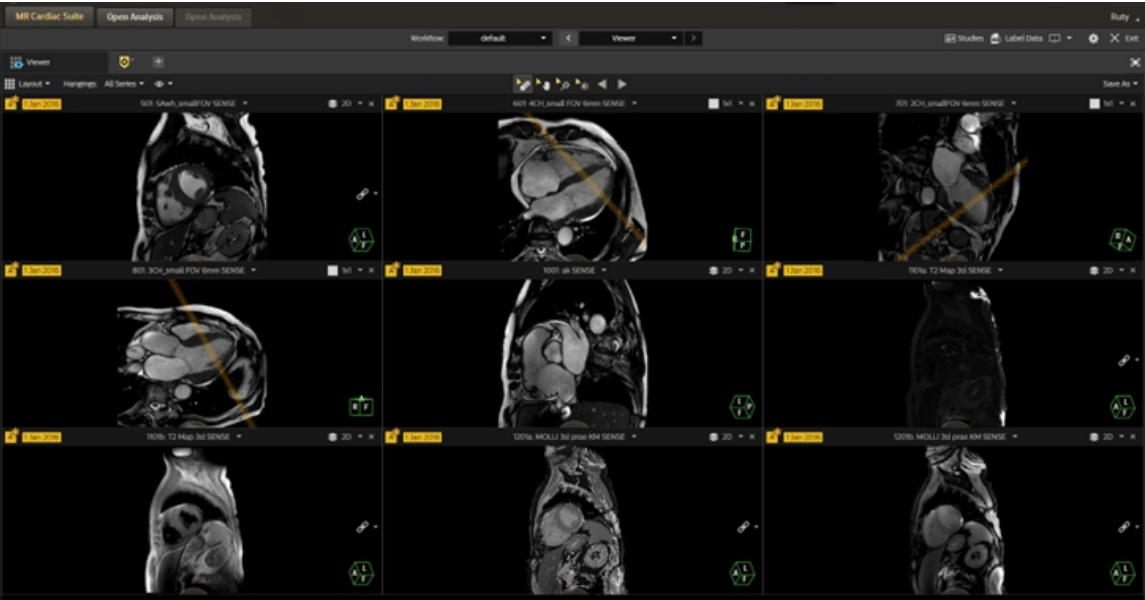 MR Cardiac Suite Open Analysis Open Analysis Ruty
Workflow: default Viewer Studies Label Data Exit
Viewer
Layout Hangings: All Series Save As
1 Jan 2016 501: SAwh_smallFOV SENSE 2D 1 Jan 2016 601: 4CH_small FOV 6mm SENSE 1x1 1 Jan 2016 701: 2CH_smallFOV 6mm SENSE 1x1
A L F F P R A F
1 Jan 2016 801: 3CH_small FOV 6mm SENSE 1x1 1 Jan 2016 1001: ak SENSE 2D 1 Jan 2016 1101a: T2 Map 3sl SENSE 2D
A R F P A L F
1 Jan 2016 1101b: T2 Map 3sl SENSE 2D 1 Jan 2016 1201a: MOLLI 3sl prae KM SENSE 2D 1 Jan 2016 1201b: MOLLI 3sl prae KM SENSE 2D
A L F A L F A L F